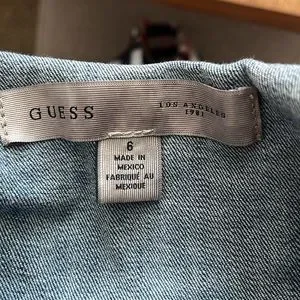 GUESS
LOS ANGELES
1981
6
MADE IN
MEXICO
FABRIQUÉ AU
MEXIQUE